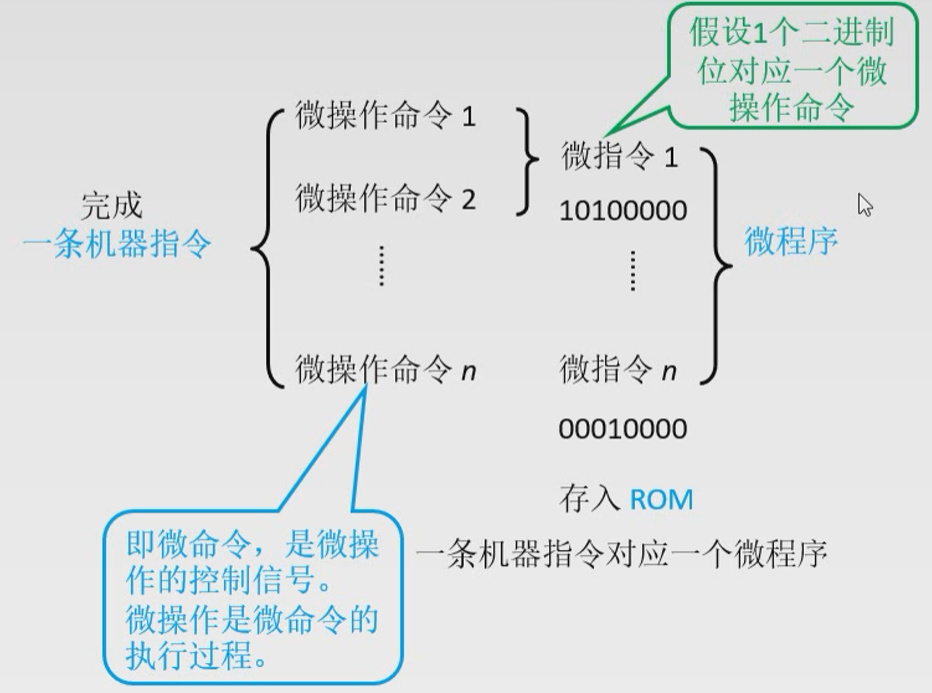 假设1个二进制
位对应一个微
操作命令
完成
一条机器指令
微操作命令 1
微操作命令 2
……
微操作命令 n
微指令 1
10100000
……
微指令 n
00010000
存入 ROM
微程序
一条机器指令对应一个微程序
即微命令，是微操
作的控制信号。
微操作是微命令的
执行过程。